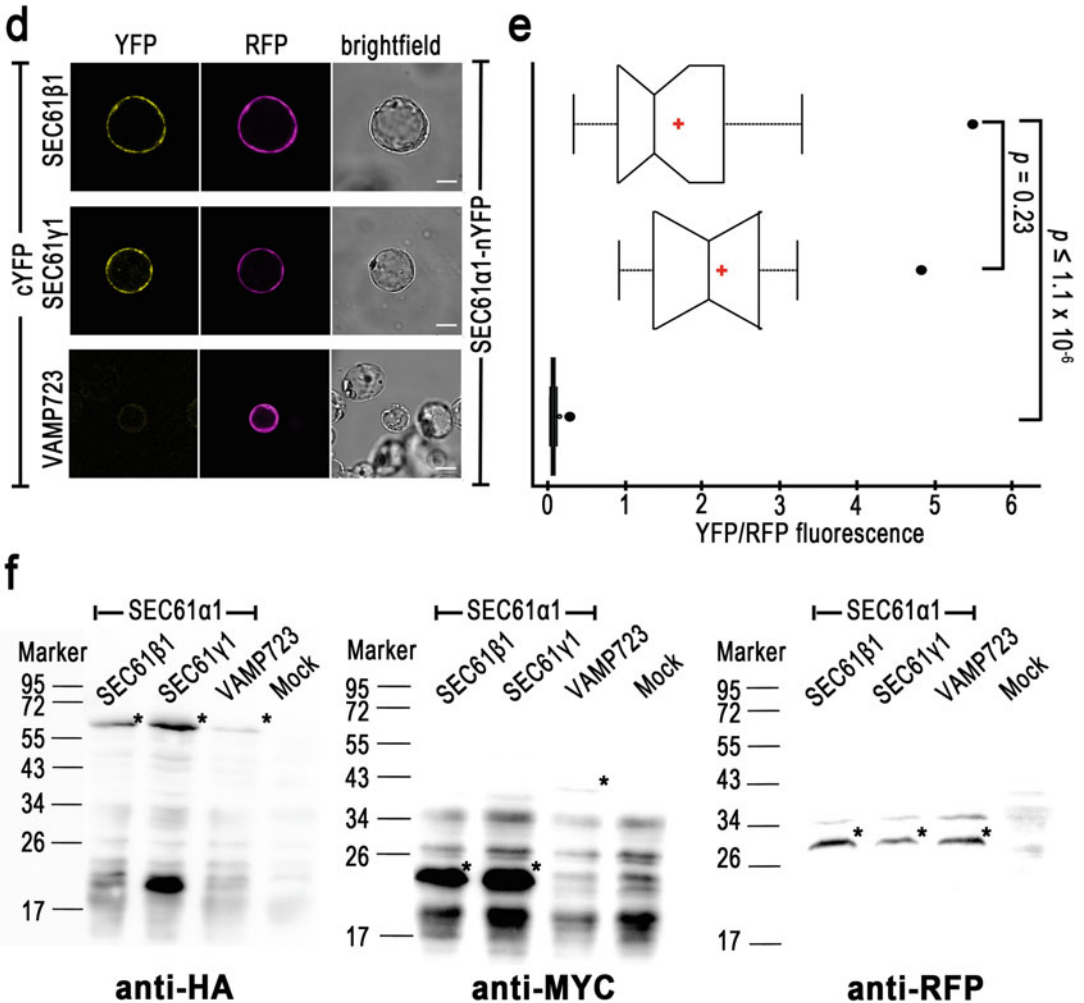 d
YFP RFP brightfield
cYFP
SEC61β1
SEC61γ1
VAMP723
SEC61α1-nYFP
e
p = 0.23
p ≤ 1.1 x 10-6
0 1 2 3 4 5 6
YFP/RFP fluorescence
f
SEC61α1
Marker SEC61β1 SEC61γ1 VAMP723 Mock
95
72
55
43
34
26
17
* * *
anti-HA
SEC61α1
Marker SEC61β1 SEC61γ1 VAMP723 Mock
95
72
55
43
34
26
17
*
* *
anti-MYC
SEC61α1
Marker SEC61β1 SEC61γ1 VAMP723 Mock
95
72
55
43
34
26
17
* * *
anti-RFP